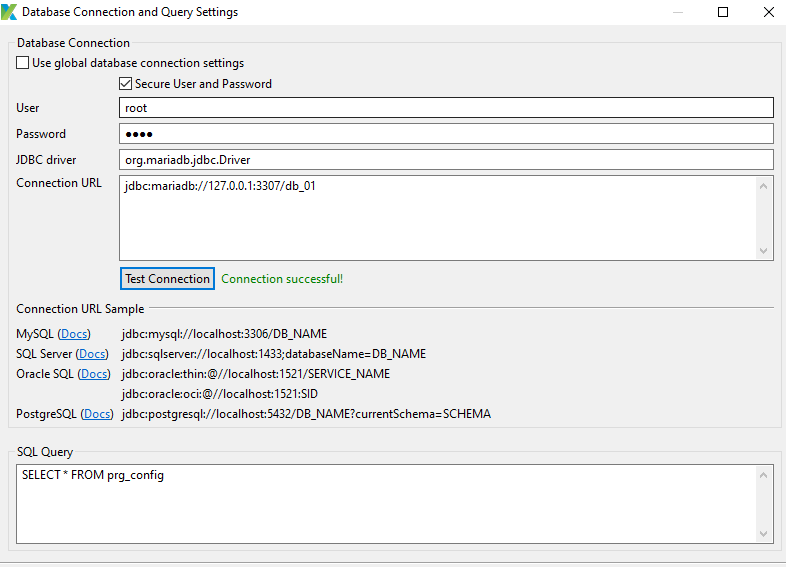 Database Connection and Query Settings
Database Connection
Use global database connection settings
Secure User and Password
User root
Password ●●●●
JDBC driver org.mariadb.jdbc.Driver
Connection URL jdbc:mariadb://127.0.0.1:3307/db_01
Test Connection Connection successful!
Connection URL Sample
MySQL (Docs) jdbc:mysql://localhost:3306/DB_NAME
SQL Server (Docs) jdbc:sqlserver://localhost:1433;databaseName=DB_NAME
Oracle SQL (Docs) jdbc:oracle:thin:@//localhost:1521/SERVICE_NAME
jdbc:oracle:oci:@//localhost:1521:SID
PostgreSQL (Docs) jdbc:postgresql://localhost:5432/DB_NAME?currentSchema=SCHEMA
SQL Query
SELECT * FROM prg_config